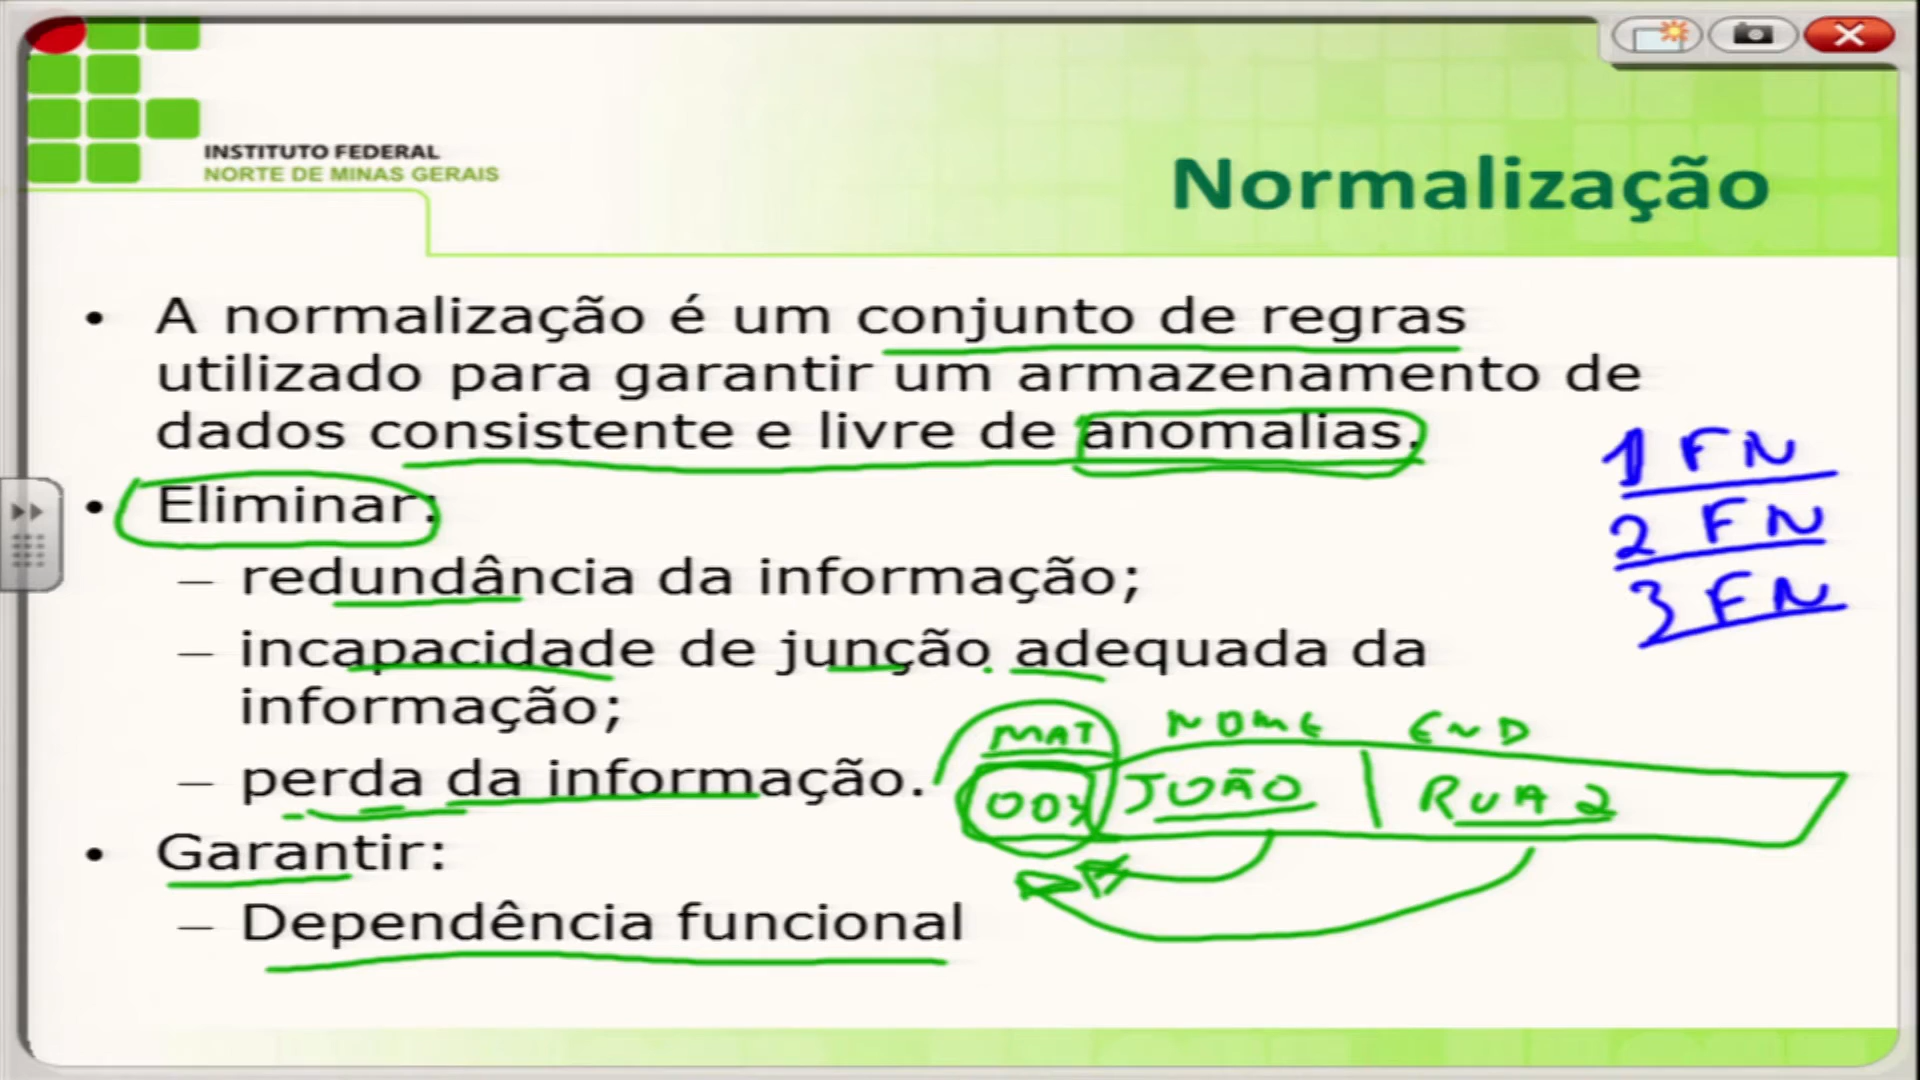 INSTITUTO FEDERAL
NORTE DE MINAS GERAIS
Normalização
• A normalização é um conjunto de regras
utilizado para garantir um armazenamento de
dados consistente e livre de anomalias.
• Eliminar:
– redundância da informação;
– incapacidade de junção adequada da
informação;
– perda da informação.
• Garantir:
– Dependência funcional
1 FN
2 FN
3 FN
MAT NOME END
JOÃO RUA 2